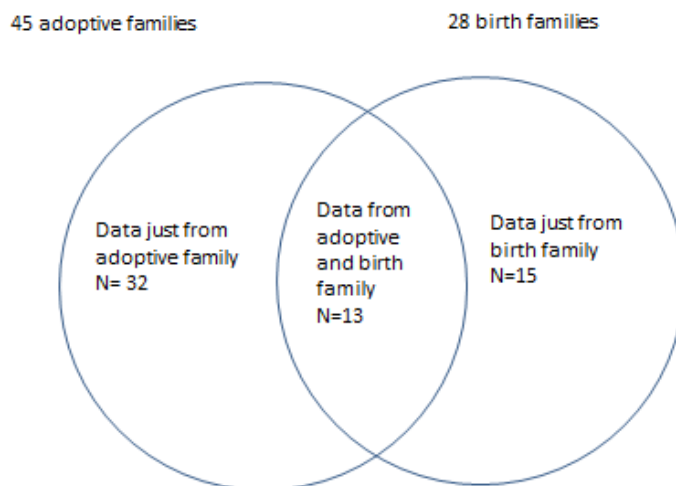 45 adoptive families
28 birth families
Data just from
adoptive family
N= 32
Data from
adoptive
and birth
family
N=13
Data just from
birth family
N=15